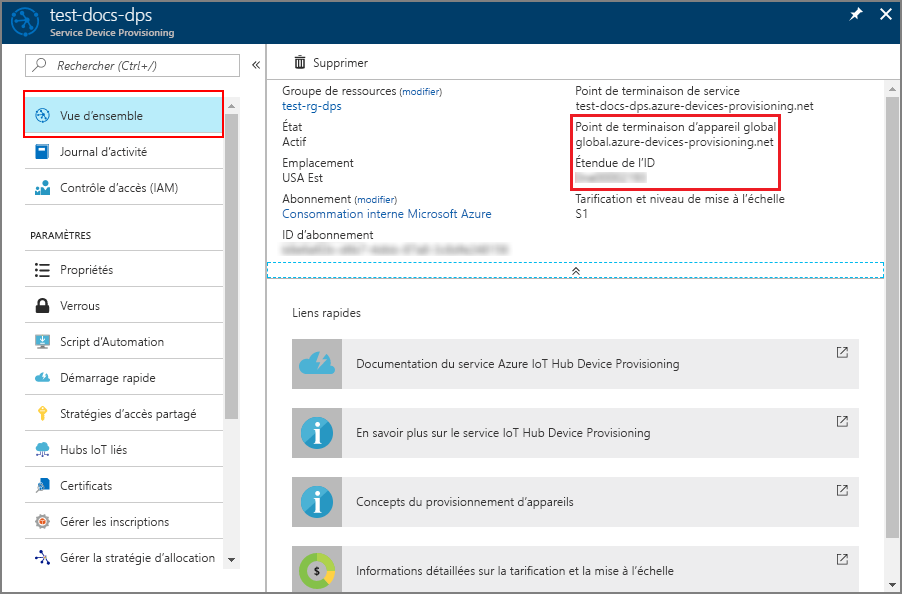 test-docs-dps
Service Device Provisioning
Rechercher (Ctrl+/)
Vue d’ensemble
Journal d’activité
Contrôle d’accès (IAM)
PARAMÈTRES
Propriétés
Verrous
Script d’Automation
Démarrage rapide
Stratégies d’accès partagé
Hubs IoT liés
Certificats
Gérer les inscriptions
Gérer la stratégie d’allocation
Supprimer
Groupe de ressources (modifier)
test-rg-dps
État
Actif
Emplacement
USA Est
Abonnement (modifier)
Consommation interne Microsoft Azure
ID d’abonnement
Point de terminaison de service
test-docs-dps.azure-devices-provisioning.net
Point de terminaison d’appareil global
global.azure-devices-provisioning.net
Étendue de l’ID
Tarification et niveau de mise à l’échelle
S1
Liens rapides
Documentation du service Azure IoT Hub Device Provisioning
En savoir plus sur le service IoT Hub Device Provisioning
Concepts du provisionnement d’appareils
Informations détaillées sur la tarification et la mise à l’échelle